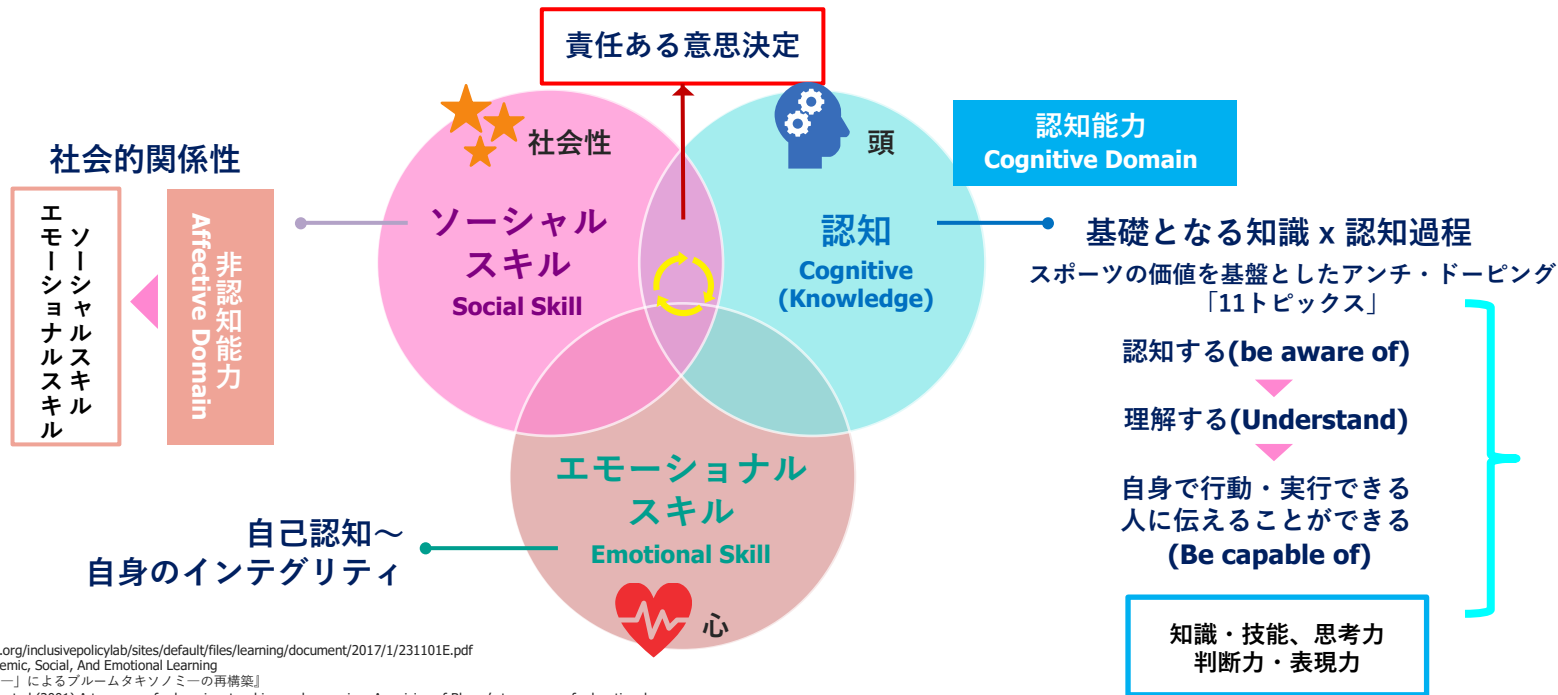 責任ある意思決定
社会性
頭
認知能力
Cognitive Domain
社会的関係性
ソーシャルスキル
エモーショナルスキル
非認知能力
Affective Domain
ソーシャル
スキル
Social Skill
認知
Cognitive
(Knowledge)
基礎となる知識 x 認知過程
スポーツの価値を基盤としたアンチ・ドーピング
「11トピックス」
認知する(be aware of)
理解する(Understand)
自身で行動・実行できる
人に伝えることができる
(Be capable of)
エモーショナル
スキル
Emotional Skill
自己認知～
自身のインテグリティ
心
知識・技能、思考力
判断力・表現力
.org/inclusivepolicylab/sites/default/files/learning/document/2017/1/231101E.pdf
emic, Social, And Emotional Learning
―」によるブルームタキソノミーの再構築』